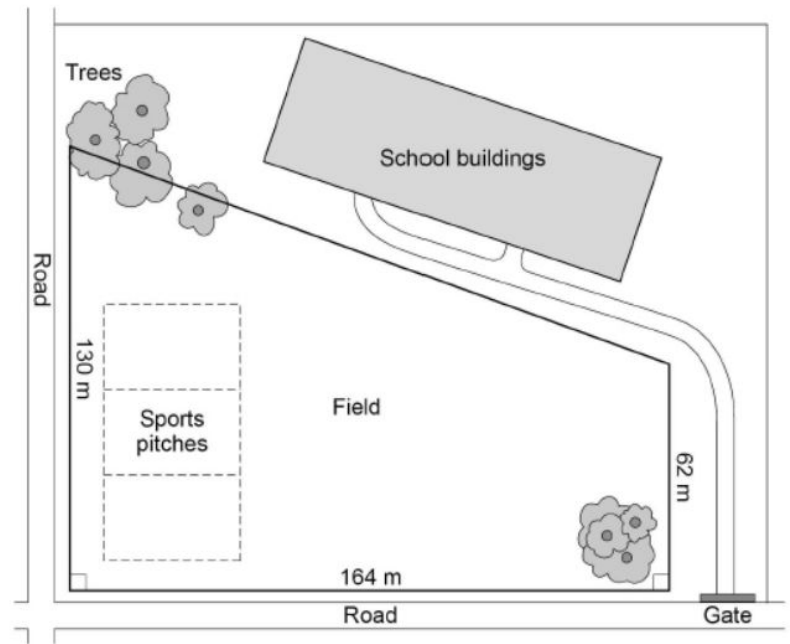 Trees
School buildings
Road
130 m
Sports
pitches
Field
62 m
164 m
Road
Gate